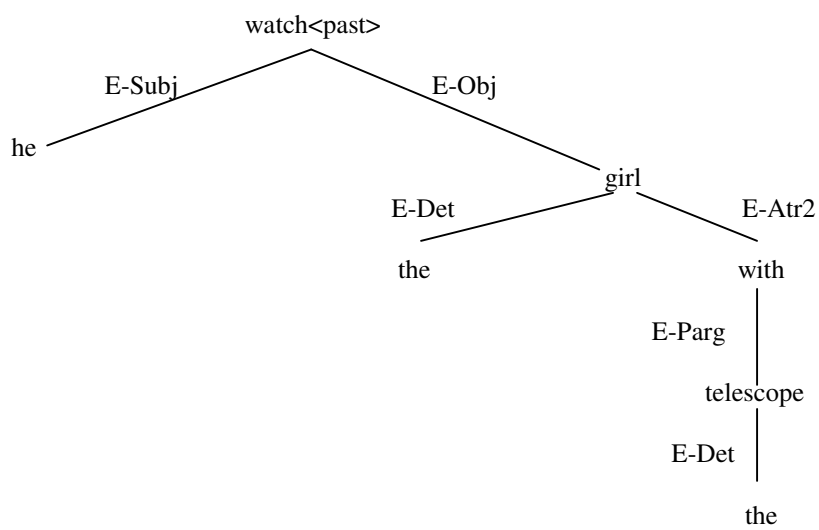 watch<past>
E-Subj E-Obj
he
girl
E-Det E-Atr2
the with
E-Parg
telescope
E-Det
the